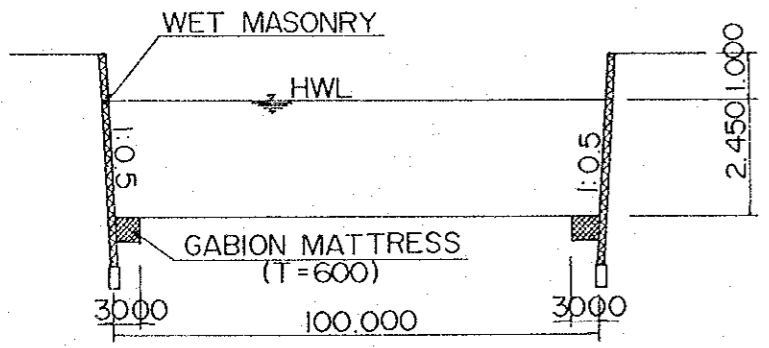 WET MASONRY
HWL
1.000
2.450
1:0.5
1:0.5
GABION MATTRESS
(T=600)
3000
3000
100.000